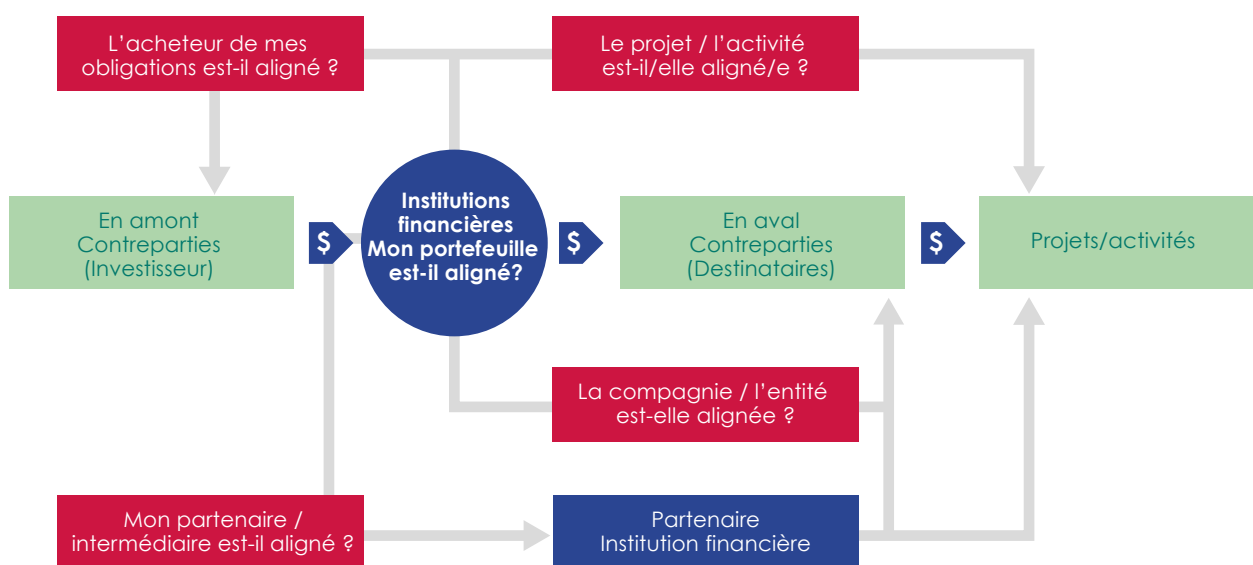 L’acheteur de mes
obligations est-il aligné ?
Le projet / l’activité
est-il/elle aligné/e ?
En amont
Contreparties
(Investisseur)
$
Institutions
financières
Mon portefeuille
est-il aligné?
$
En aval
Contreparties
(Destinataires)
$
Projets/activités
La compagnie / l’entité
est-elle alignée ?
Mon partenaire /
intermédiaire est-il aligné ?
Partenaire
Institution financière